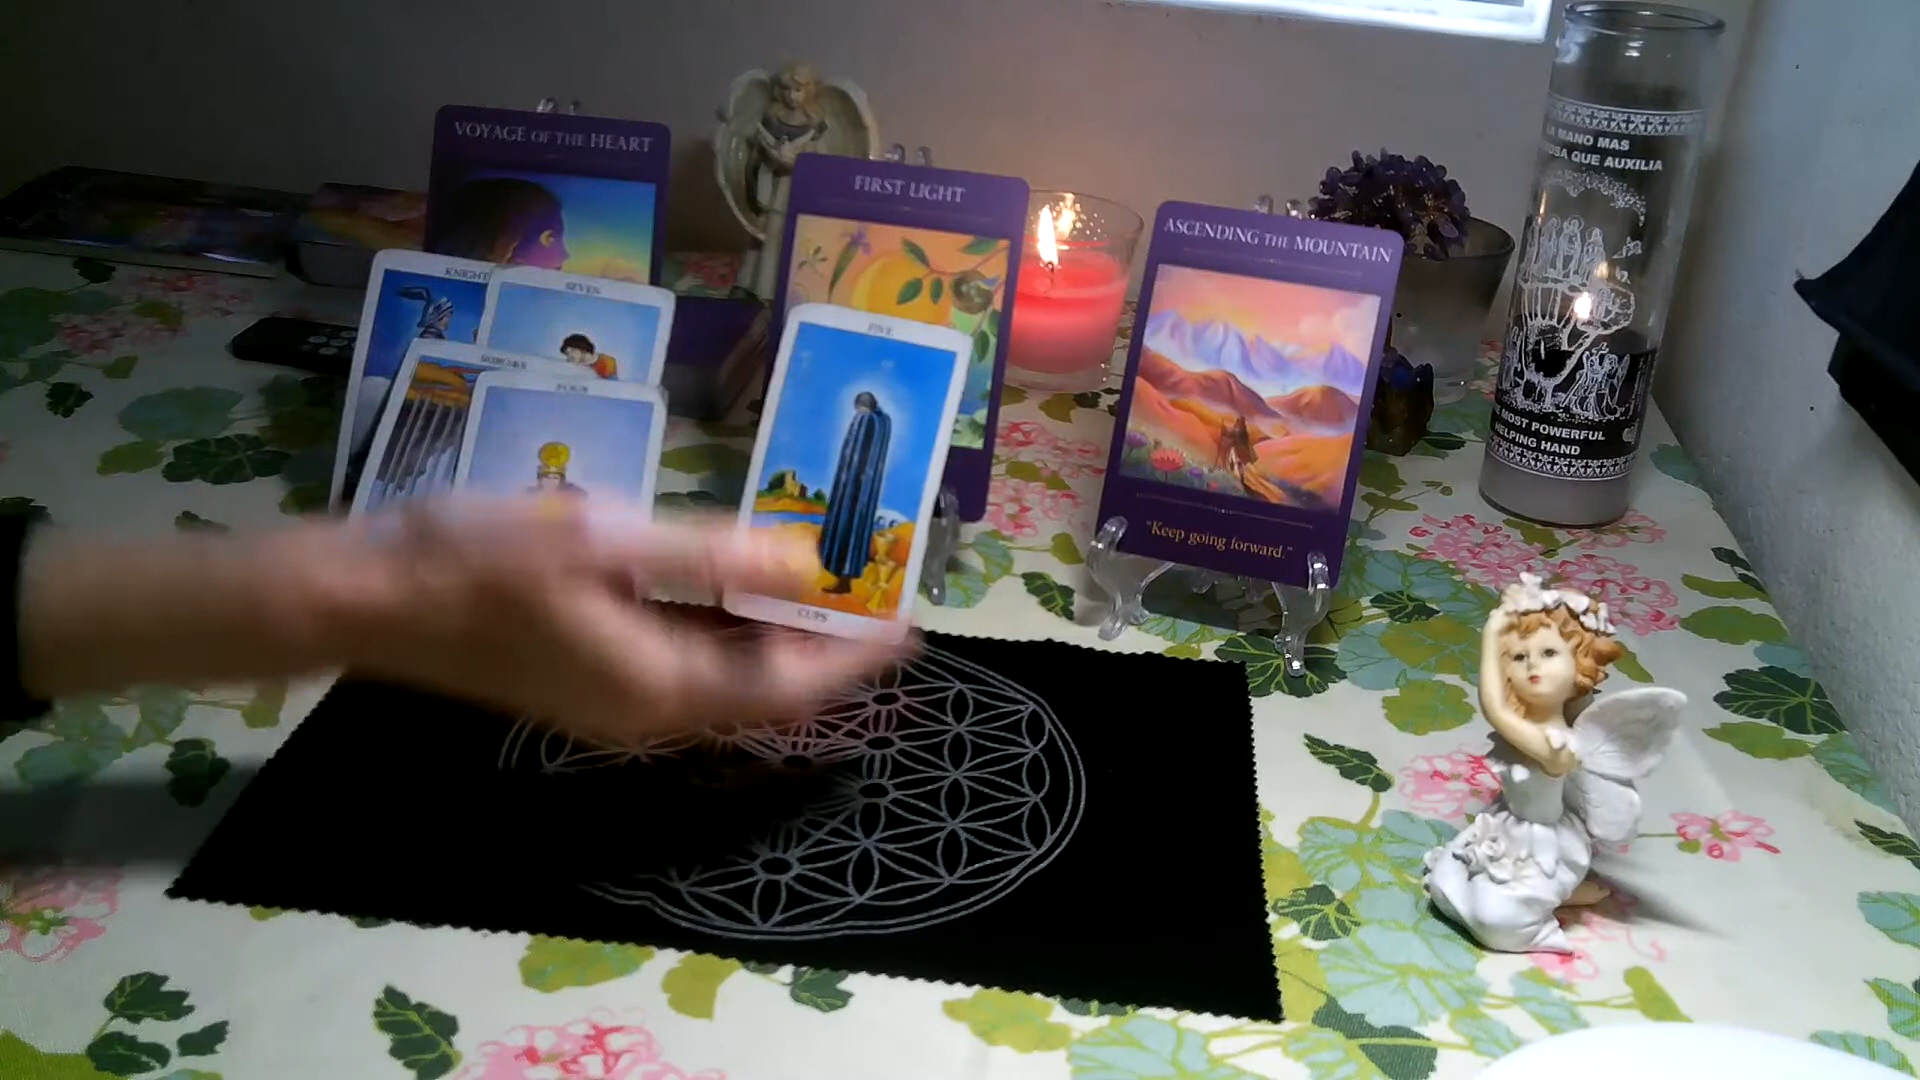 VOYAGE OF THE HEART
FIRST LIGHT
ASCENDING THE MOUNTAIN
"Keep going forward."
KNIGHT
SEVEN
FOUR
FIVE
CUPS
MANO MAS
QUE AUXILIA
MOST POWERFUL
HELPING HAND